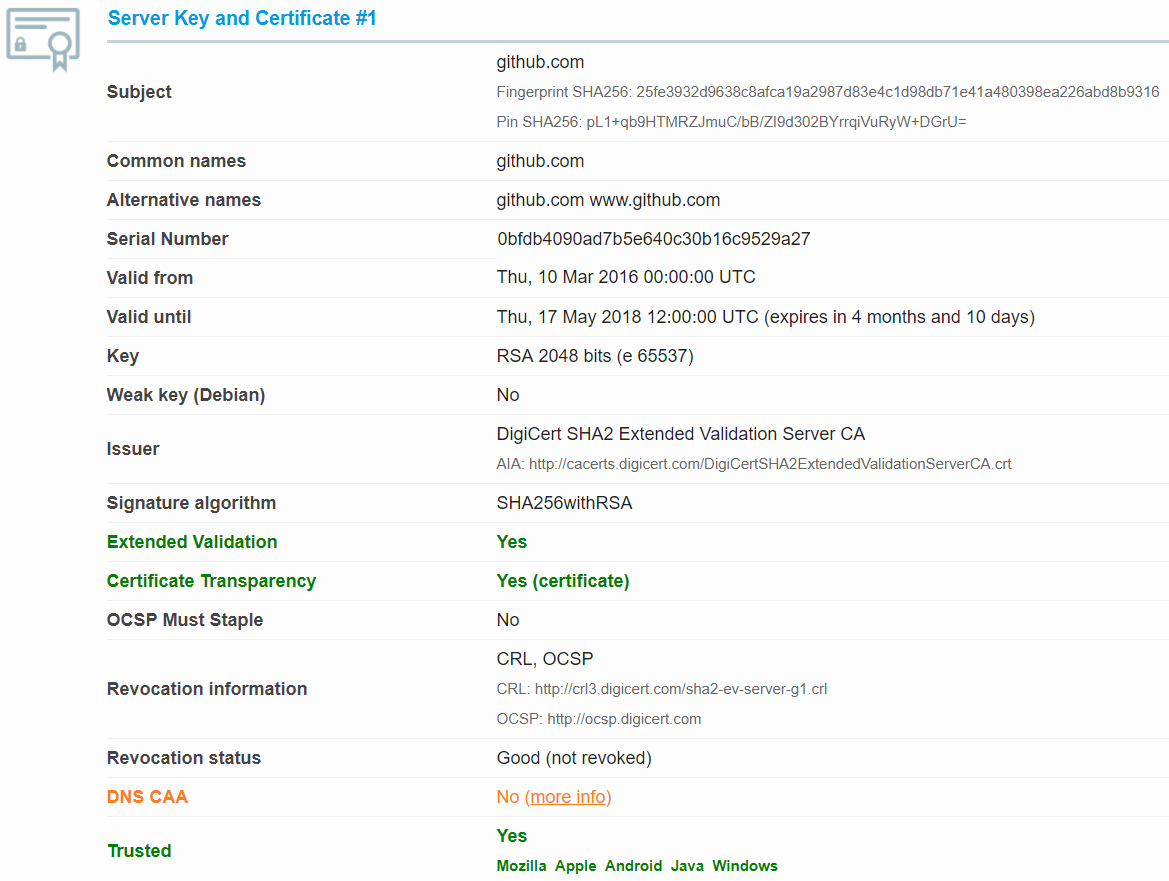 Server Key and Certificate #1
Subject
github.com
Fingerprint SHA256: 25fe3932d9638c8afca19a2987d83e4c1d98db71e41a480398ea226abd8b9316
Pin SHA256: pL1+qb9HTMRZJmuC/bB/ZI9d302BYrrqiVuRyW+DGrU=
Common names github.com
Alternative names github.com www.github.com
Serial Number 0bfdb4090ad7b5e640c30b16c9529a27
Valid from Thu, 10 Mar 2016 00:00:00 UTC
Valid until Thu, 17 May 2018 12:00:00 UTC (expires in 4 months and 10 days)
Key RSA 2048 bits (e 65537)
Weak key (Debian) No
Issuer
DigiCert SHA2 Extended Validation Server CA
AIA: http://cacerts.digicert.com/DigiCertSHA2ExtendedValidationServerCA.crt
Signature algorithm SHA256withRSA
Extended Validation Yes
Certificate Transparency Yes (certificate)
OCSP Must Staple No
Revocation information
CRL, OCSP
CRL: http://crl3.digicert.com/sha2-ev-server-g1.crl
OCSP: http://ocsp.digicert.com
Revocation status Good (not revoked)
DNS CAA No (more info)
Trusted
Yes
Mozilla Apple Android Java Windows